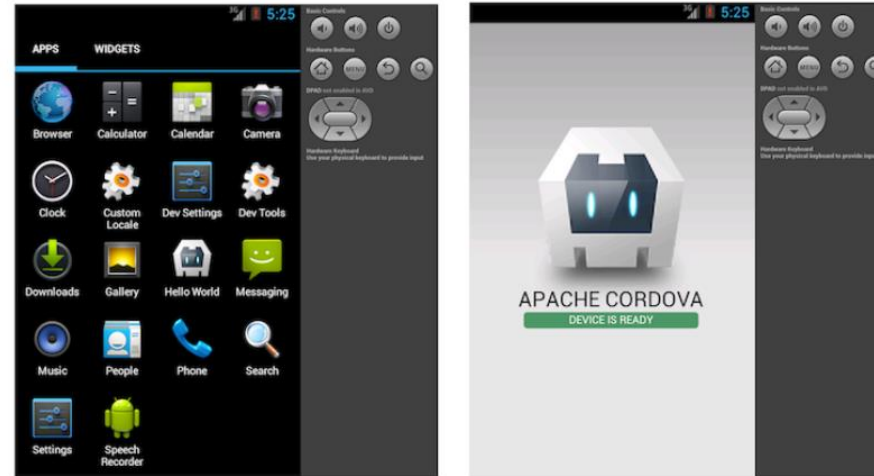 3G 5:25
APPS WIDGETS
Browser Calculator Calendar Camera
Clock Custom Locale Dev Settings Dev Tools
Downloads Gallery Hello World Messaging
Music People Phone Search
Settings Speech Recorder
Basic Controls
Hardware Buttons
MENU
DPAD not enabled in AVD
Hardware Keyboard
Use your physical keyboard to provide input
3G 5:25
APACHE CORDOVA
DEVICE IS READY
Basic Controls
Hardware Buttons
MENU
DPAD not enabled in AVD
Hardware Keyboard
Use your physical keyboard to provide input